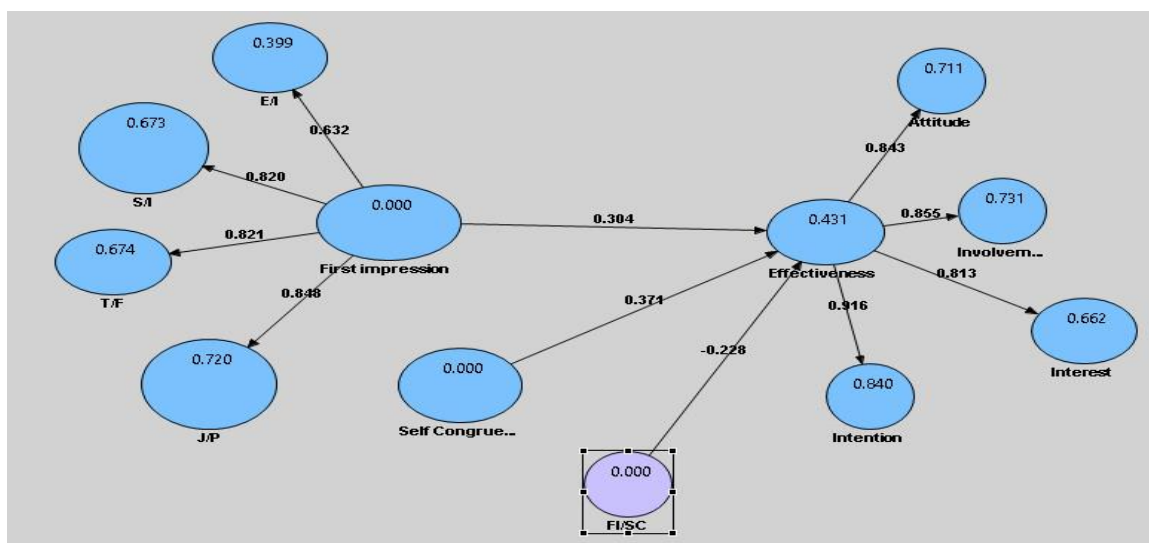 0.399
E/I
0.632
0.673
S/I
0.820
0.674
T/F
0.821
0.000
First impression
0.848
0.720
J/P
0.304
0.431
Effectiveness
0.711
Attitude
0.843
0.731
Involvem...
0.855
0.813
0.662
Interest
0.916
0.840
Intention
0.371
0.000
Self Congrue...
-0.228
0.000
FI/SC